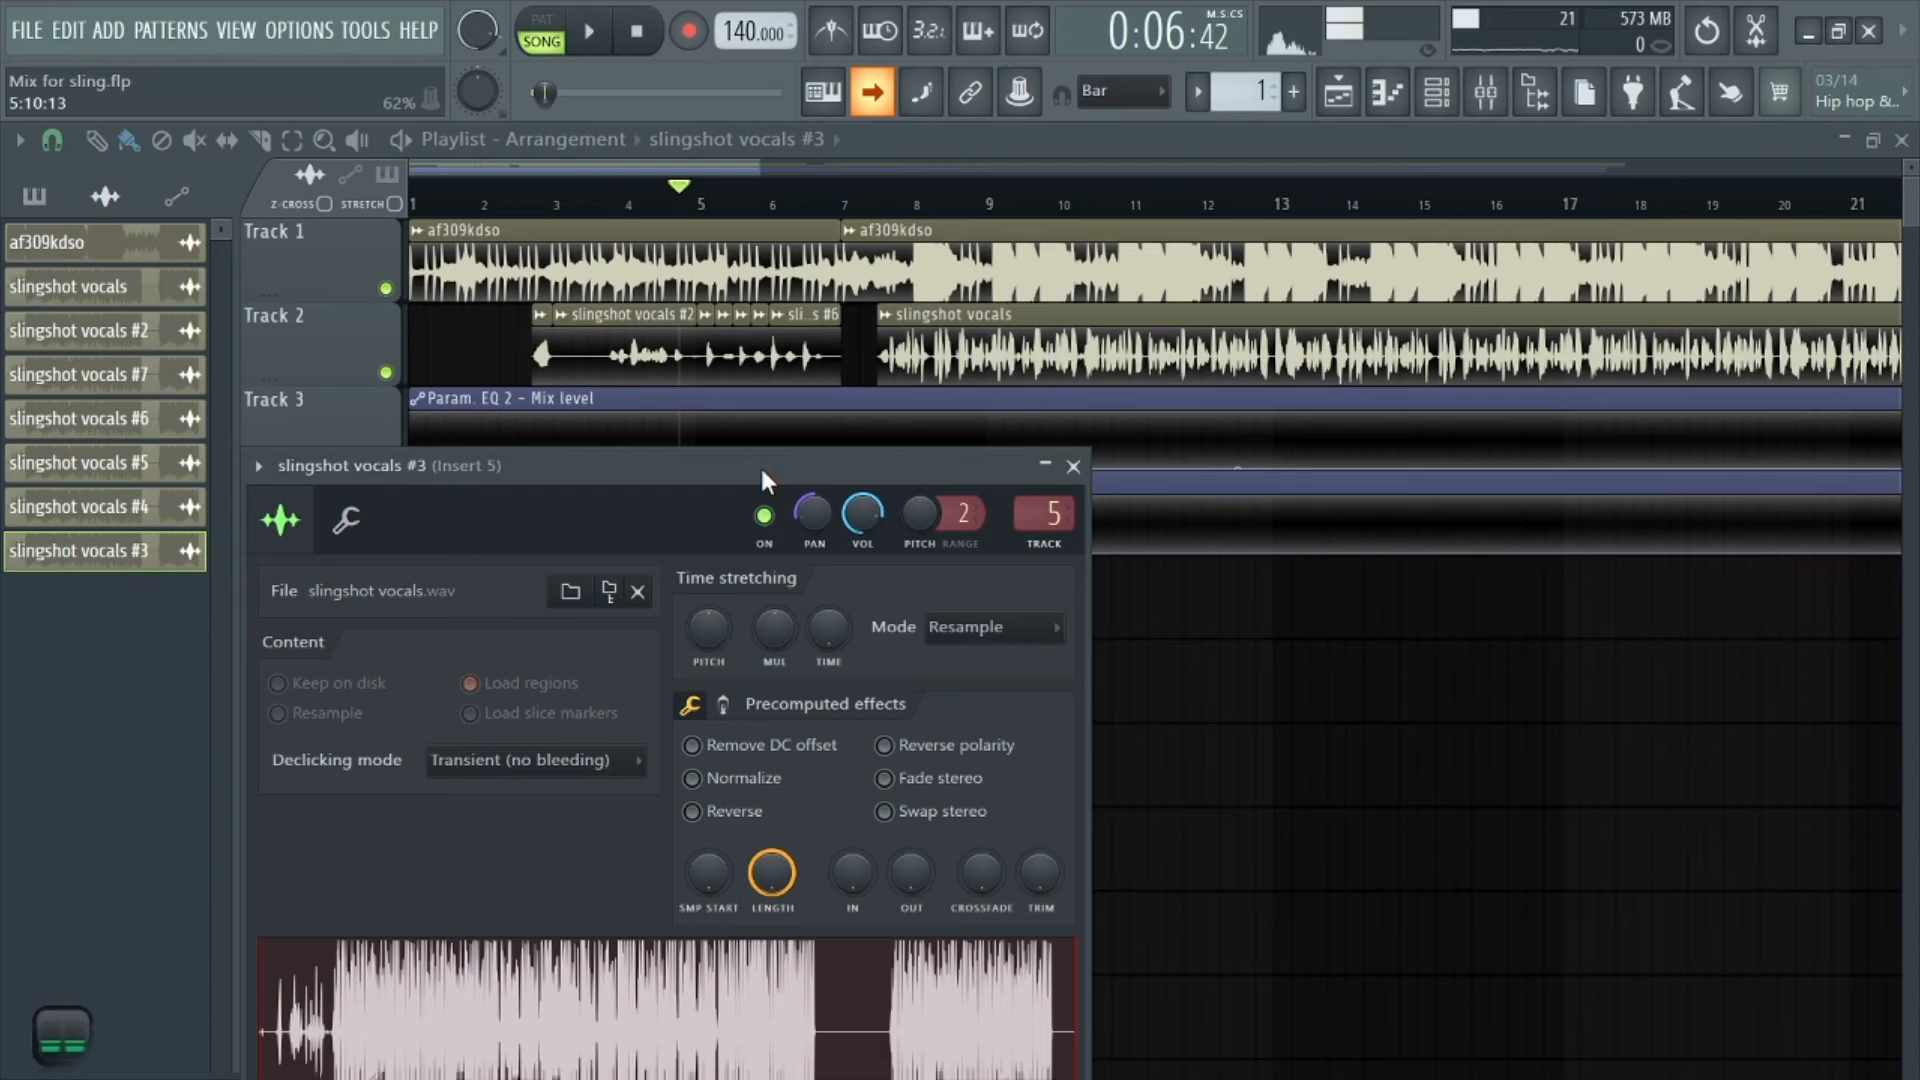 FILE EDIT ADD PATTERNS VIEW OPTIONS TOOLS HELP
PAT
SONG
140.000
3.2.
M:S:CS
0:06:42
21
573 MB
0
Mix for sling.flp
5:10:13
62%
Bar
1
03/14
Hip hop &..
Playlist - Arrangement › slingshot vocals #3
Z-CROSS STRETCH
1 2 3 4 5 6 7 8 9 10 11 12 13 14 15 16 17 18 19 20 21
af309kdso
slingshot vocals
slingshot vocals #2
slingshot vocals #7
slingshot vocals #6
slingshot vocals #5
slingshot vocals #4
slingshot vocals #3
Track 1
af309kdso
af309kdso
Track 2
slingshot vocals #2
sli..s #6
slingshot vocals
Track 3
Param. EQ 2 - Mix level
slingshot vocals #3 (Insert 5)
2
5
ON PAN VOL PITCH RANGE TRACK
File slingshot vocals.wav
Content
Keep on disk
Load regions
Resample
Load slice markers
Declicking mode
Transient (no bleeding)
Time stretching
Mode Resample
PITCH MUL TIME
Precomputed effects
Remove DC offset
Reverse polarity
Normalize
Fade stereo
Reverse
Swap stereo
SMP START LENGTH IN OUT CROSSFADE TRIM